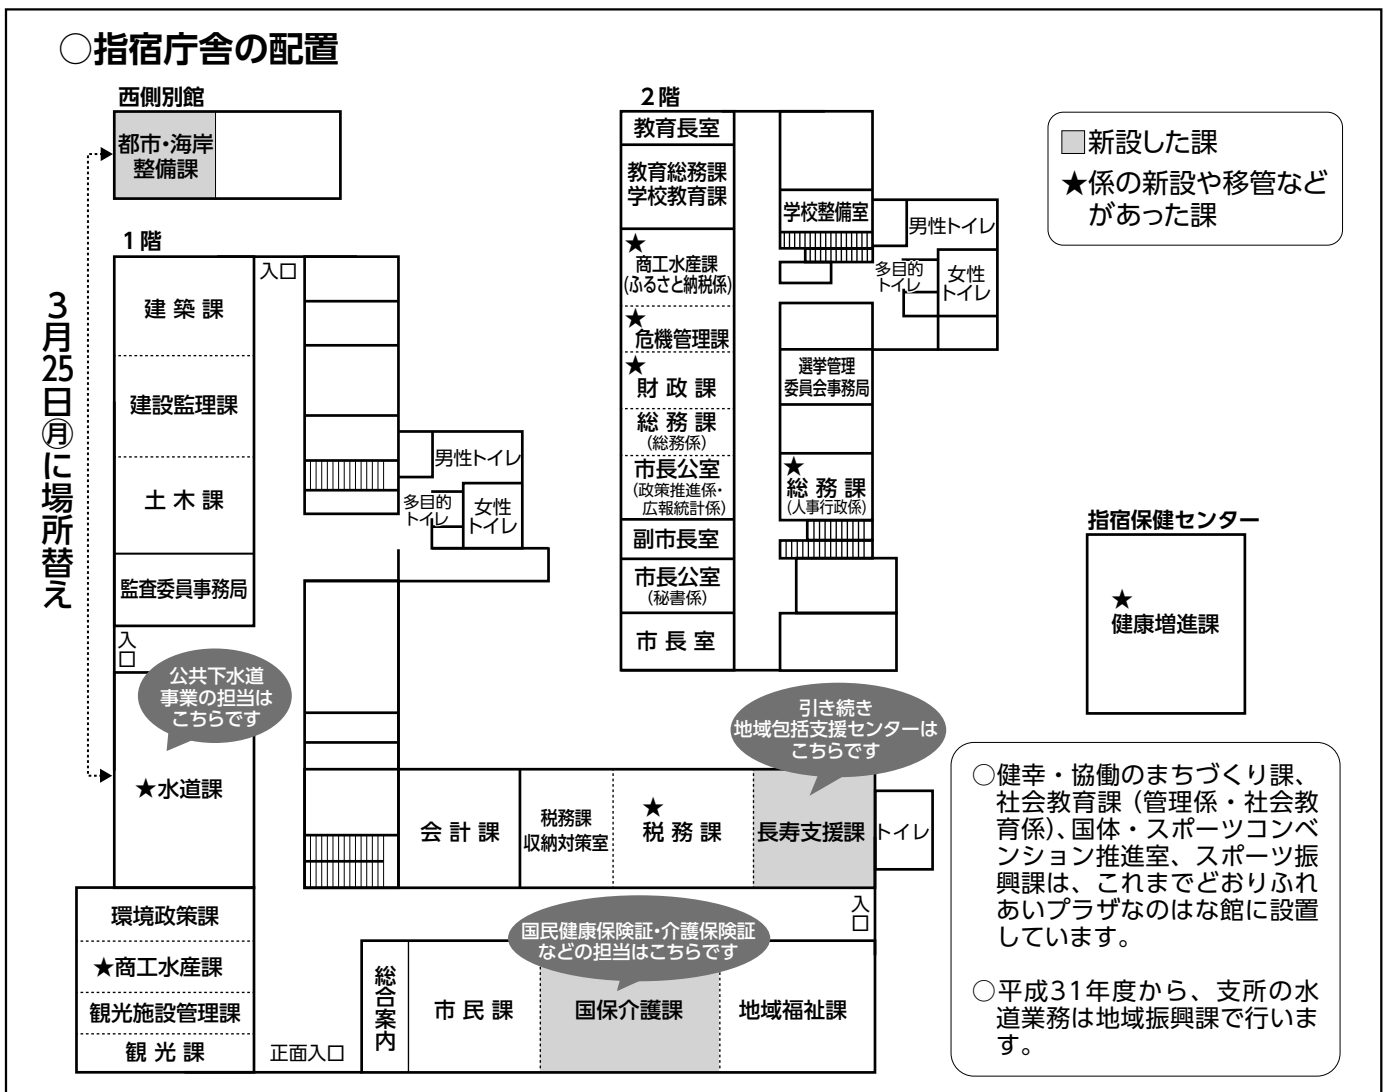 ○指宿庁舎の配置
西側別館
都市・海岸
整備課
3月25日㊊に場所替え
1階
入口
建築課
建設監理課
土木課
監査委員事務局
入口
男性トイレ
多目的
トイレ
女性
トイレ
公共下水道
事業の担当は
こちらです
★水道課
環境政策課
★商工水産課
観光施設管理課
観光課
正面入口
会計課
税務課
収納対策室
★
税務課
引き続き
地域包括支援センターは
こちらです
長寿支援課
トイレ
入口
総合案内
市民課
国民健康保険証・介護保険証
などの担当はこちらです
国保介護課
地域福祉課
2階
教育長室
教育総務課
学校教育課
★
商工水産課
(ふるさと納税係)
★
危機管理課
★
財政課
総務課
(総務係)
市長公室
(政策推進係・
広報統計係)
副市長室
市長公室
(秘書係)
市長室
学校整備室
男性トイレ
多目的
トイレ
女性
トイレ
選挙管理
委員会事務局
★
総務課
(人事行政係)
□新設した課
★係の新設や移管など
があった課
指宿保健センター
★
健康増進課
○健幸・協働のまちづくり課、
社会教育課（管理係・社会教
育係）、国体・スポーツコンベ
ンション推進室、スポーツ振
興課は、これまでどおりふれ
あいプラザなのはな館に設置
しています。
○平成31年度から、支所の水
道業務は地域振興課で行いま
す。